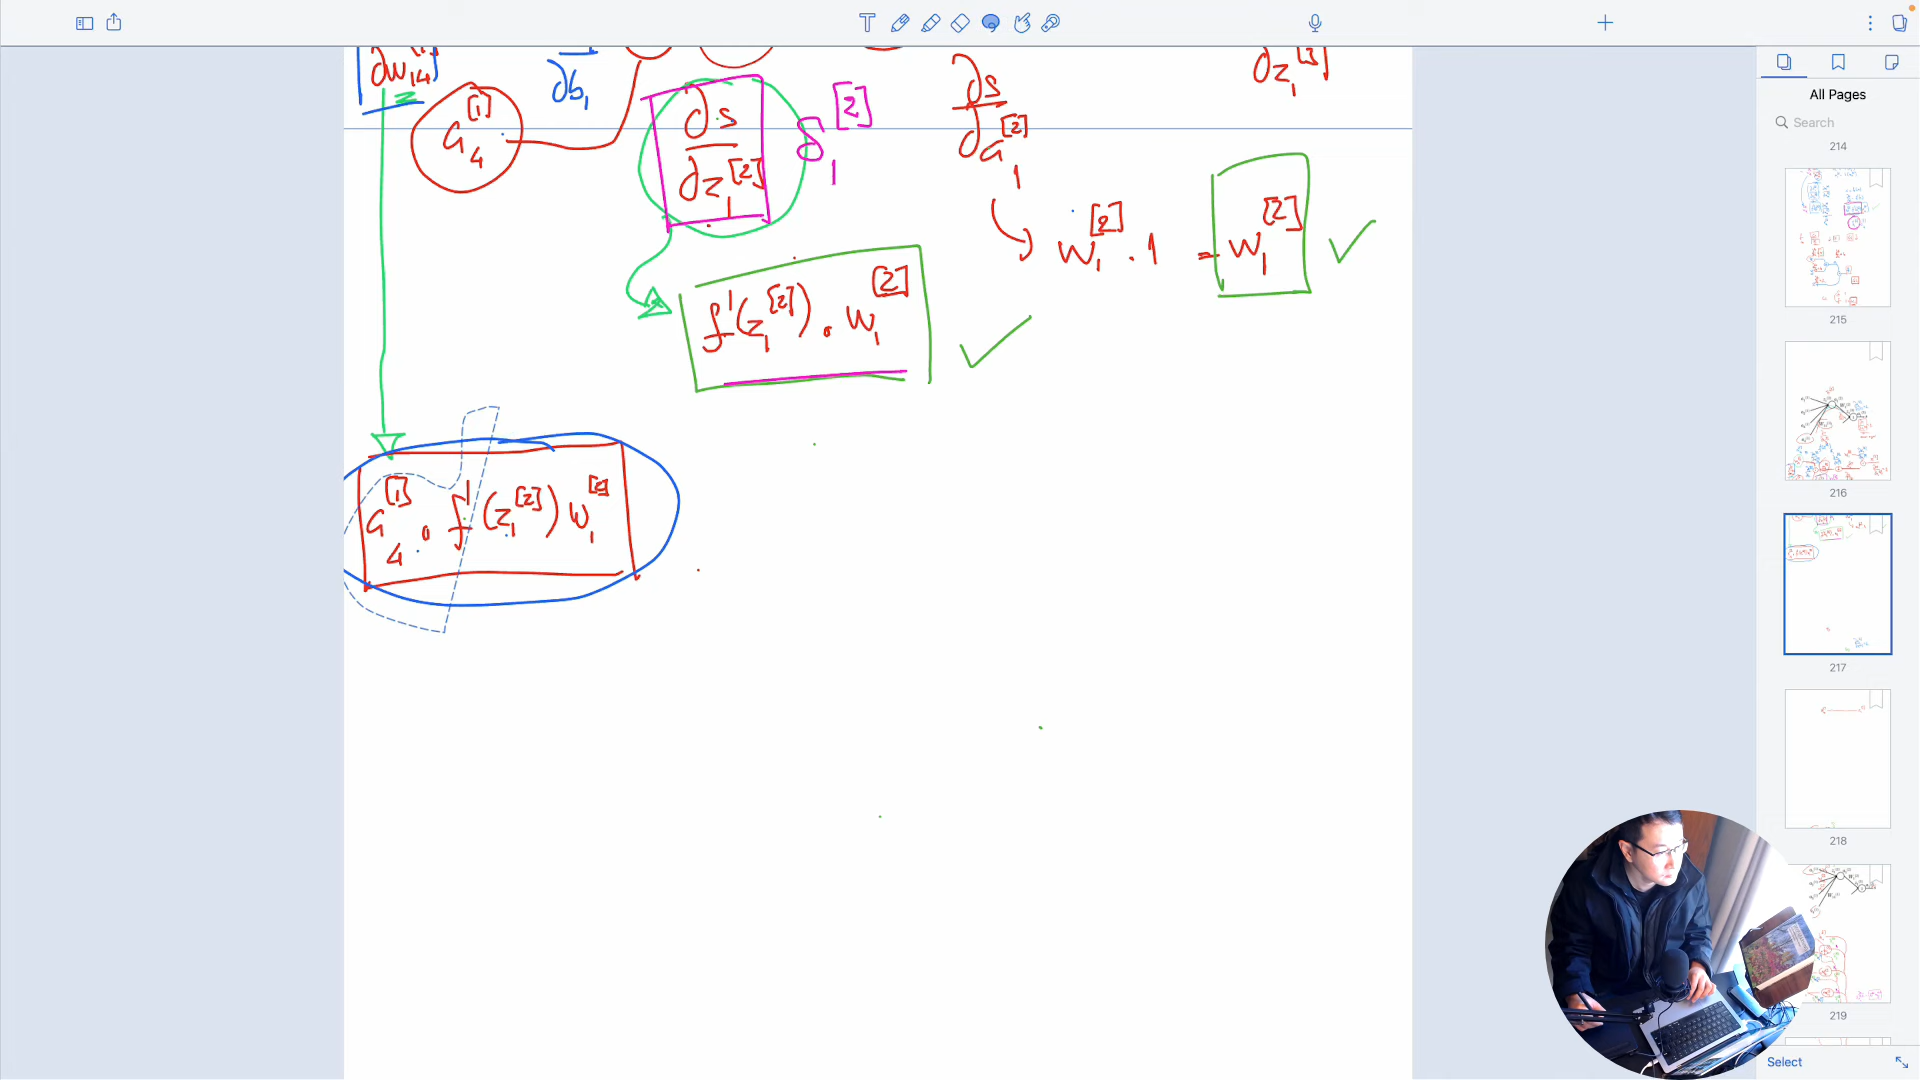 All Pages
Search
∂w₁₄
∂b₁
a₄^[1]
∂s
∂z₁^[2]
δ₁^[2]
∂s
∂a₁^[2]
∂z₁^[3]
w₁^[2] · 1 = w₁^[2]
f'(z₁^[2]) · w₁^[2]
a₄^[1] · f'(z₁^[2]) w₁^[2]
214
215
216
217
218
219
Select